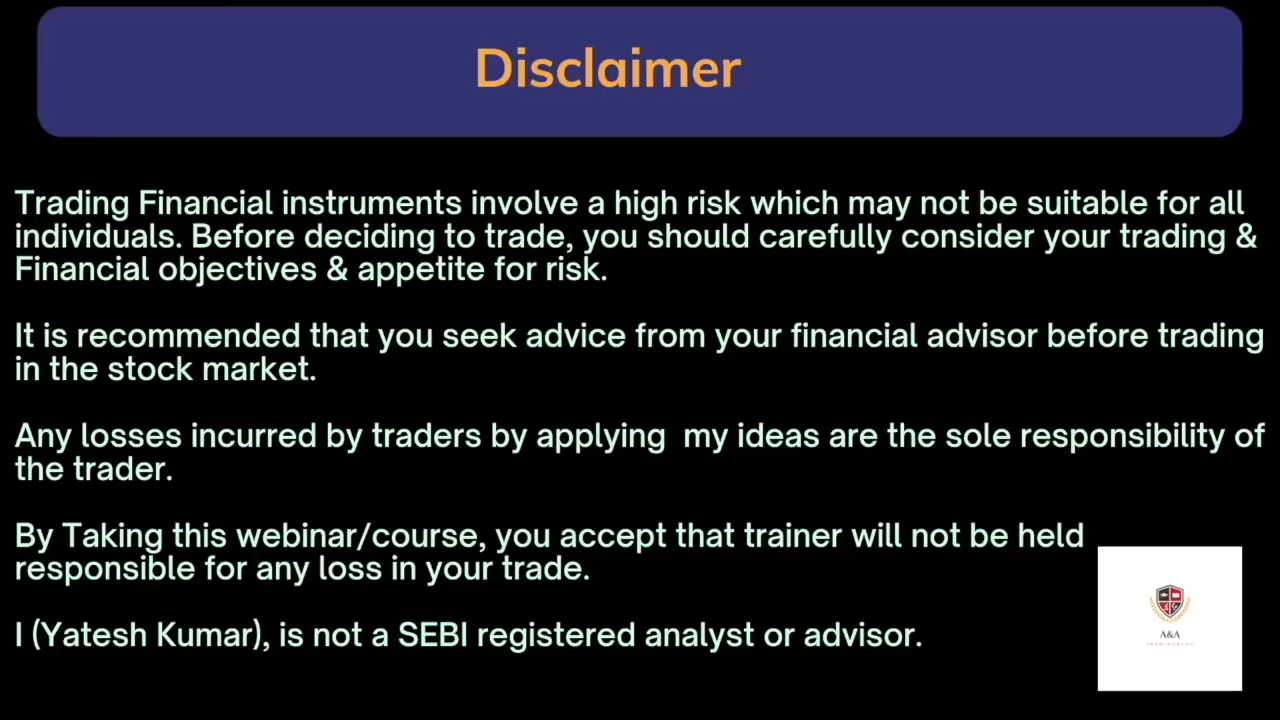 Disclaimer
Trading Financial instruments involve a high risk which may not be suitable for all
individuals. Before deciding to trade, you should carefully consider your trading &
Financial objectives & appetite for risk.
It is recommended that you seek advice from your financial advisor before trading
in the stock market.
Any losses incurred by traders by applying  my ideas are the sole responsibility of
the trader.
By Taking this webinar/course, you accept that trainer will not be held
responsible for any loss in your trade.
I (Yatesh Kumar), is not a SEBI registered analyst or advisor.
A&A